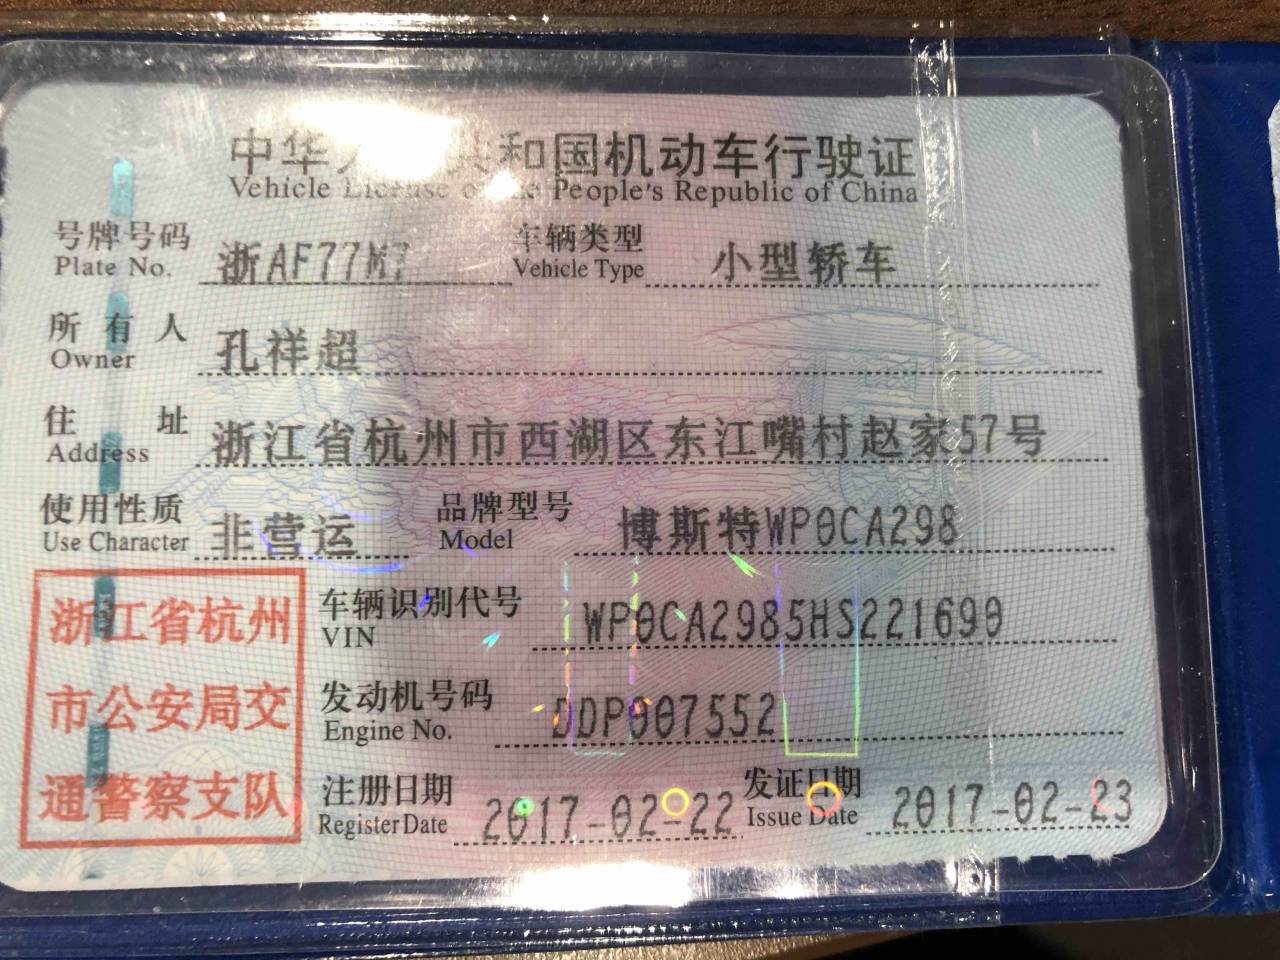 中华人 共和国机动车行驶证
Vehicle License of the People's Republic of China
号牌号码 浙AF77M7 车辆类型 小型轿车
Plate No. Vehicle Type
所有人 孔祥超
Owner
住址 浙江省杭州市西湖区东江嘴村赵家57号
Address
使用性质 非营运 品牌型号 博斯特WP0CA298
Use Character Model
浙江省杭州
市公安局交
通警察支队
车辆识别代号 WP0CA2985HS221690
VIN
发动机号码 DDP007552
Engine No.
注册日期 2017-02-22 发证日期 2017-02-23
Register Date Issue Date